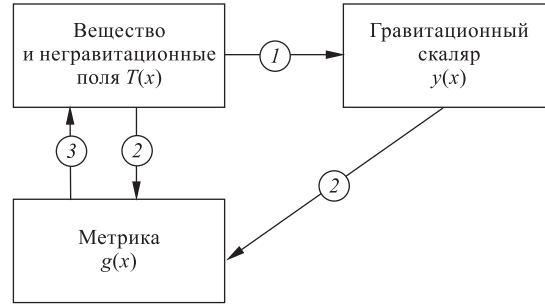 Вещество
и негравитационные
поля T(x)
1
Гравитационный
скаляр
y(x)
3
2
2
Метрика
g(x)